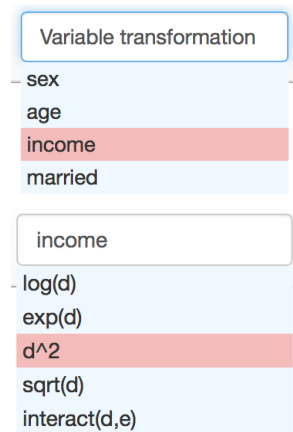 Variable transformation
sex
age
income
married
income
log(d)
exp(d)
d^2
sqrt(d)
interact(d,e)